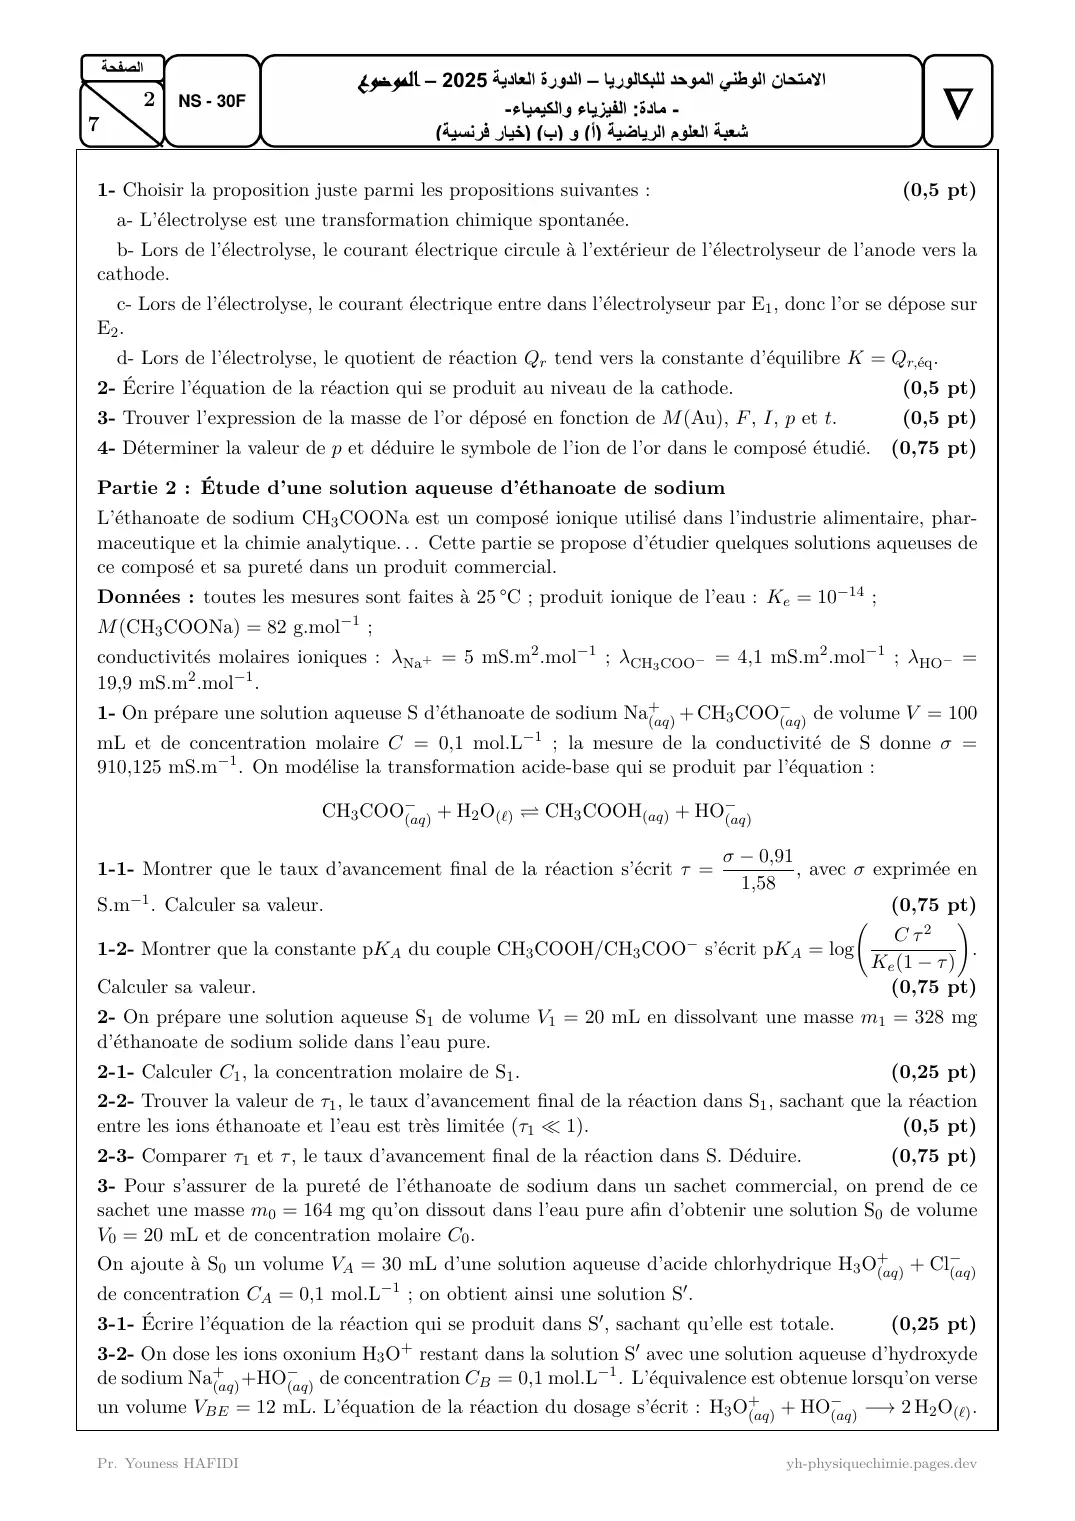 الصفحة
2
7
NS - 30F
الامتحان الوطني الموحد للبكالوريا – الدورة العادية 2025 – الموضوع
- مادة: الفيزياء والكيمياء-
شعبة العلوم الرياضية (أ) و (ب) (خيار فرنسية)
∇
1- Choisir la proposition juste parmi les propositions suivantes : (0,5 pt)
a- L'électrolyse est une transformation chimique spontanée.
b- Lors de l'électrolyse, le courant électrique circule à l'extérieur de l'électrolyseur de l'anode vers la
cathode.
c- Lors de l'électrolyse, le courant électrique entre dans l'électrolyseur par E₁, donc l'or se dépose sur
E₂.
d- Lors de l'électrolyse, le quotient de réaction Qr tend vers la constante d'équilibre K = Qr,éq.
2- Écrire l'équation de la réaction qui se produit au niveau de la cathode. (0,5 pt)
3- Trouver l'expression de la masse de l'or déposé en fonction de M(Au), F, I, p et t. (0,5 pt)
4- Déterminer la valeur de p et déduire le symbole de l'ion de l'or dans le composé étudié. (0,75 pt)
Partie 2 : Étude d'une solution aqueuse d'éthanoate de sodium
L'éthanoate de sodium CH₃COONa est un composé ionique utilisé dans l'industrie alimentaire, phar-
maceutique et la chimie analytique... Cette partie se propose d'étudier quelques solutions aqueuses de
ce composé et sa pureté dans un produit commercial.
Données : toutes les mesures sont faites à 25 °C ; produit ionique de l'eau : Ke = 10⁻¹⁴ ;
M(CH₃COONa) = 82 g.mol⁻¹ ;
conductivités molaires ioniques : λNa⁺ = 5 mS.m².mol⁻¹ ; λCH₃COO⁻ = 4,1 mS.m².mol⁻¹ ; λHO⁻ =
19,9 mS.m².mol⁻¹.
1- On prépare une solution aqueuse S d'éthanoate de sodium Na⁺(aq) + CH₃COO⁻(aq) de volume V = 100
mL et de concentration molaire C = 0,1 mol.L⁻¹ ; la mesure de la conductivité de S donne σ =
910,125 mS.m⁻¹. On modélise la transformation acide-base qui se produit par l'équation :
CH₃COO⁻(aq) + H₂O(ℓ) ⇌ CH₃COOH(aq) + HO⁻(aq)
1-1- Montrer que le taux d'avancement final de la réaction s'écrit τ = (σ − 0,91)/1,58, avec σ exprimée en
S.m⁻¹. Calculer sa valeur. (0,75 pt)
1-2- Montrer que la constante pKA du couple CH₃COOH/CH₃COO⁻ s'écrit pKA = log(C τ²/(Ke(1 − τ))).
Calculer sa valeur. (0,75 pt)
2- On prépare une solution aqueuse S₁ de volume V₁ = 20 mL en dissolvant une masse m₁ = 328 mg
d'éthanoate de sodium solide dans l'eau pure.
2-1- Calculer C₁, la concentration molaire de S₁. (0,25 pt)
2-2- Trouver la valeur de τ₁, le taux d'avancement final de la réaction dans S₁, sachant que la réaction
entre les ions éthanoate et l'eau est très limitée (τ₁ ≪ 1). (0,5 pt)
2-3- Comparer τ₁ et τ, le taux d'avancement final de la réaction dans S. Déduire. (0,75 pt)
3- Pour s'assurer de la pureté de l'éthanoate de sodium dans un sachet commercial, on prend de ce
sachet une masse m₀ = 164 mg qu'on dissout dans l'eau pure afin d'obtenir une solution S₀ de volume
V₀ = 20 mL et de concentration molaire C₀.
On ajoute à S₀ un volume VA = 30 mL d'une solution aqueuse d'acide chlorhydrique H₃O⁺(aq) + Cl⁻(aq)
de concentration CA = 0,1 mol.L⁻¹ ; on obtient ainsi une solution S′.
3-1- Écrire l'équation de la réaction qui se produit dans S′, sachant qu'elle est totale. (0,25 pt)
3-2- On dose les ions oxonium H₃O⁺ restant dans la solution S′ avec une solution aqueuse d'hydroxyde
de sodium Na⁺(aq)+HO⁻(aq) de concentration CB = 0,1 mol.L⁻¹. L'équivalence est obtenue lorsqu'on verse
un volume VBE = 12 mL. L'équation de la réaction du dosage s'écrit : H₃O⁺(aq) + HO⁻(aq) ⟶ 2 H₂O(ℓ).
Pr. Youness HAFIDI
yh-physiquechimie.pages.dev